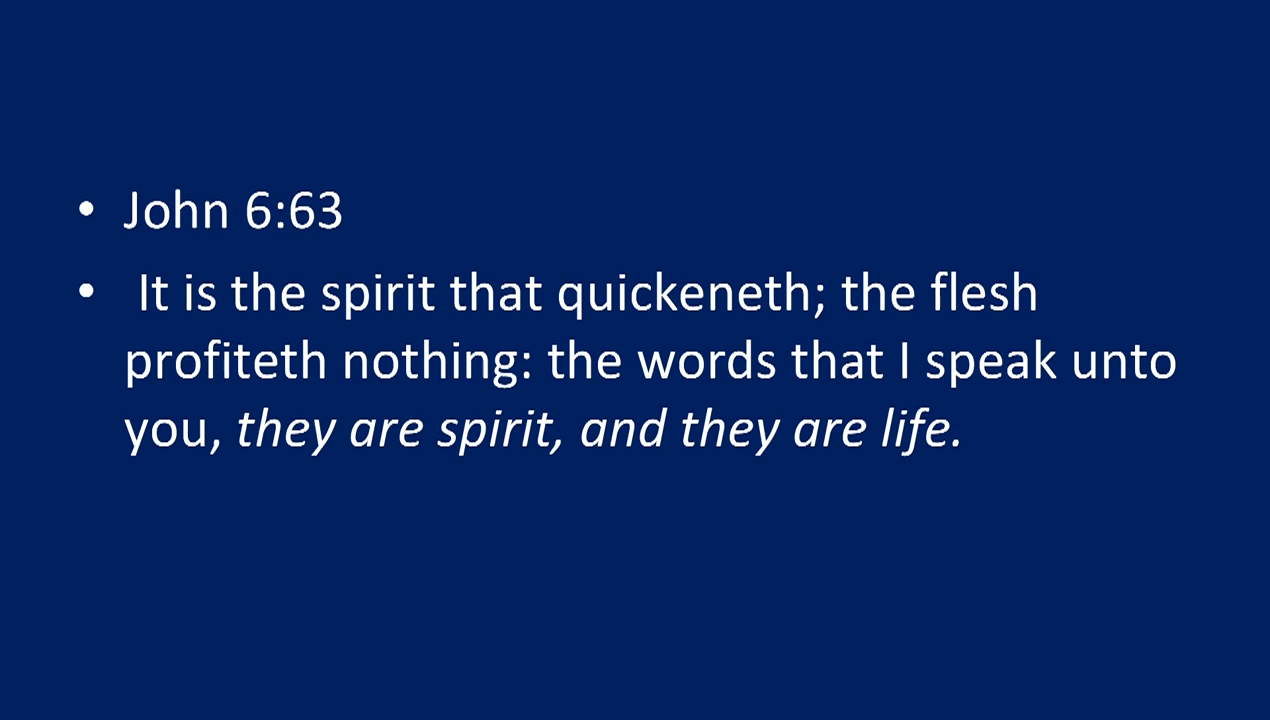 • John 6:63
• It is the spirit that quickeneth; the flesh
profiteth nothing: the words that I speak unto
you, they are spirit, and they are life.